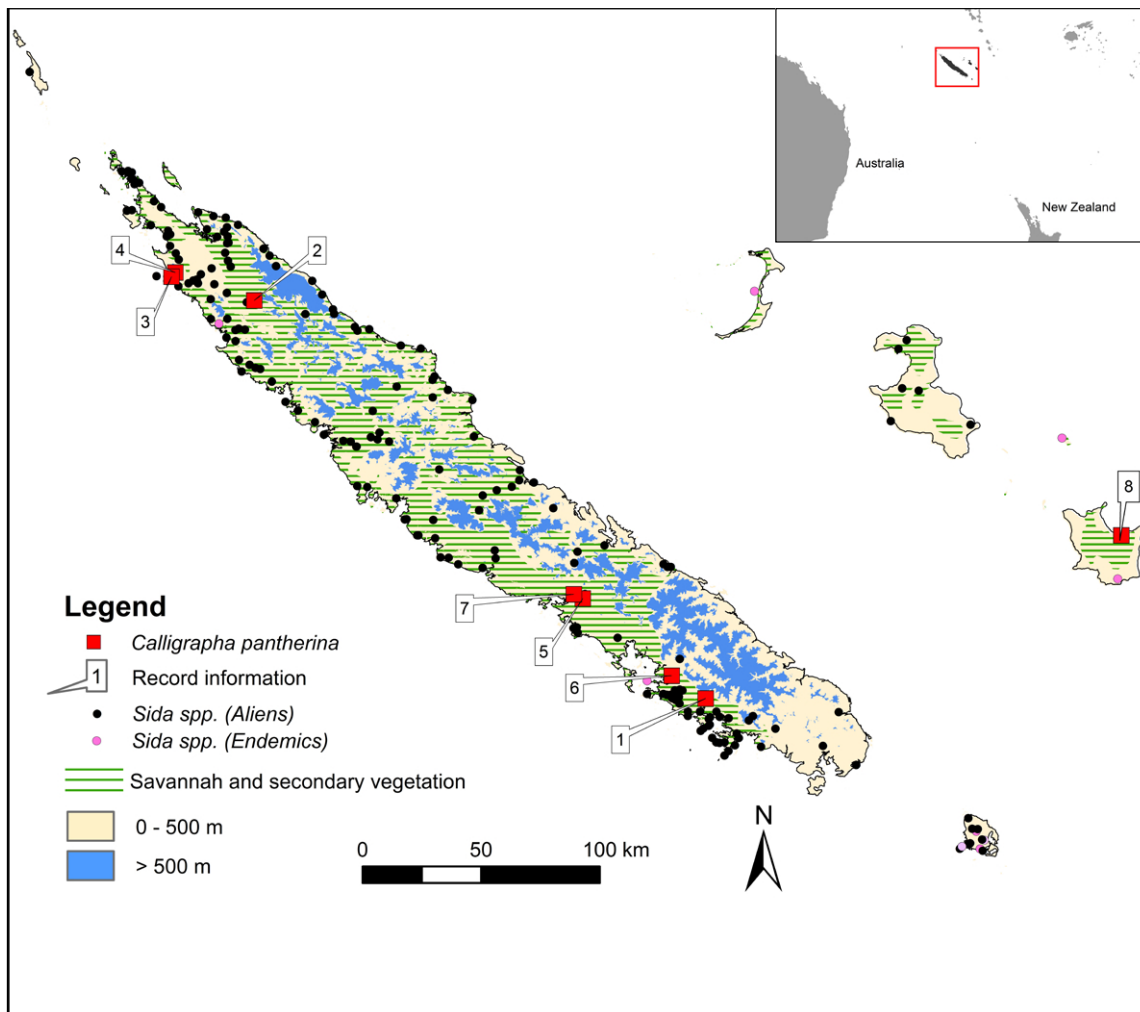 Australia
New Zealand
4
2
3
8
7
5
6
1
Legend
Calligrapha pantherina
1 Record information
Sida spp. (Aliens)
Sida spp. (Endemics)
Savannah and secondary vegetation
0 - 500 m
> 500 m
0 50 100 km
N